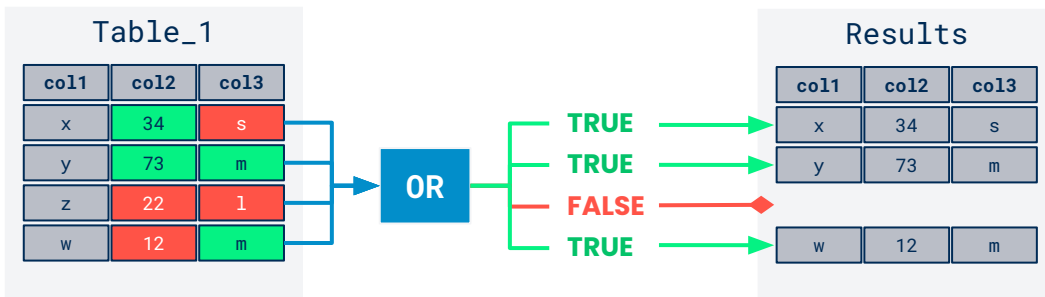 Table_1
col1 col2 col3
x 34 s
y 73 m
z 22 l
w 12 m
OR
TRUE
TRUE
FALSE
TRUE
Results
col1 col2 col3
x 34 s
y 73 m
w 12 m